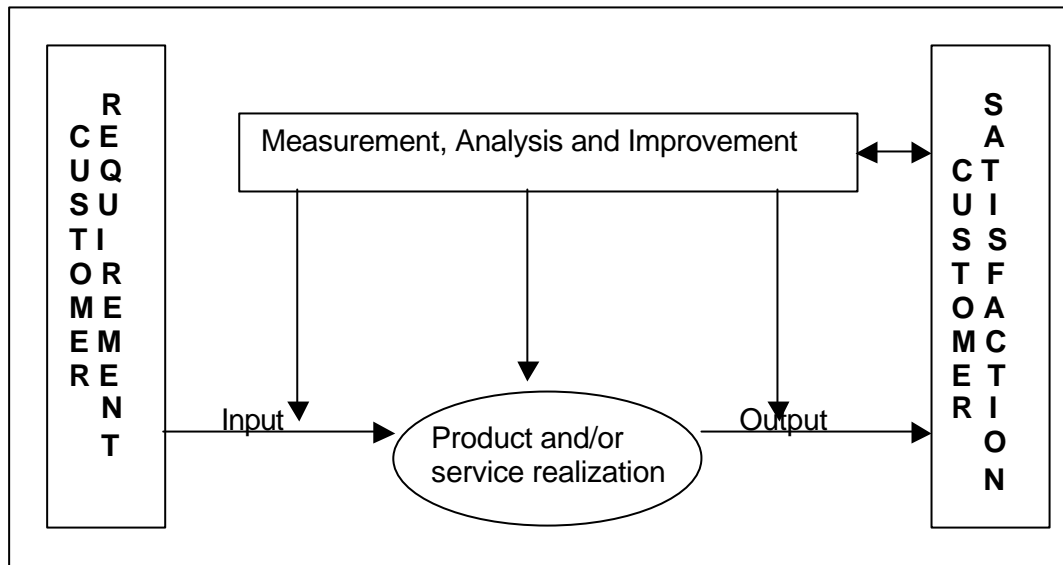 CUSTOMER
REQUIREMENT
Measurement, Analysis and Improvement
Input
Product and/or
service realization
Output
CUSTOMER
SATISFACTION